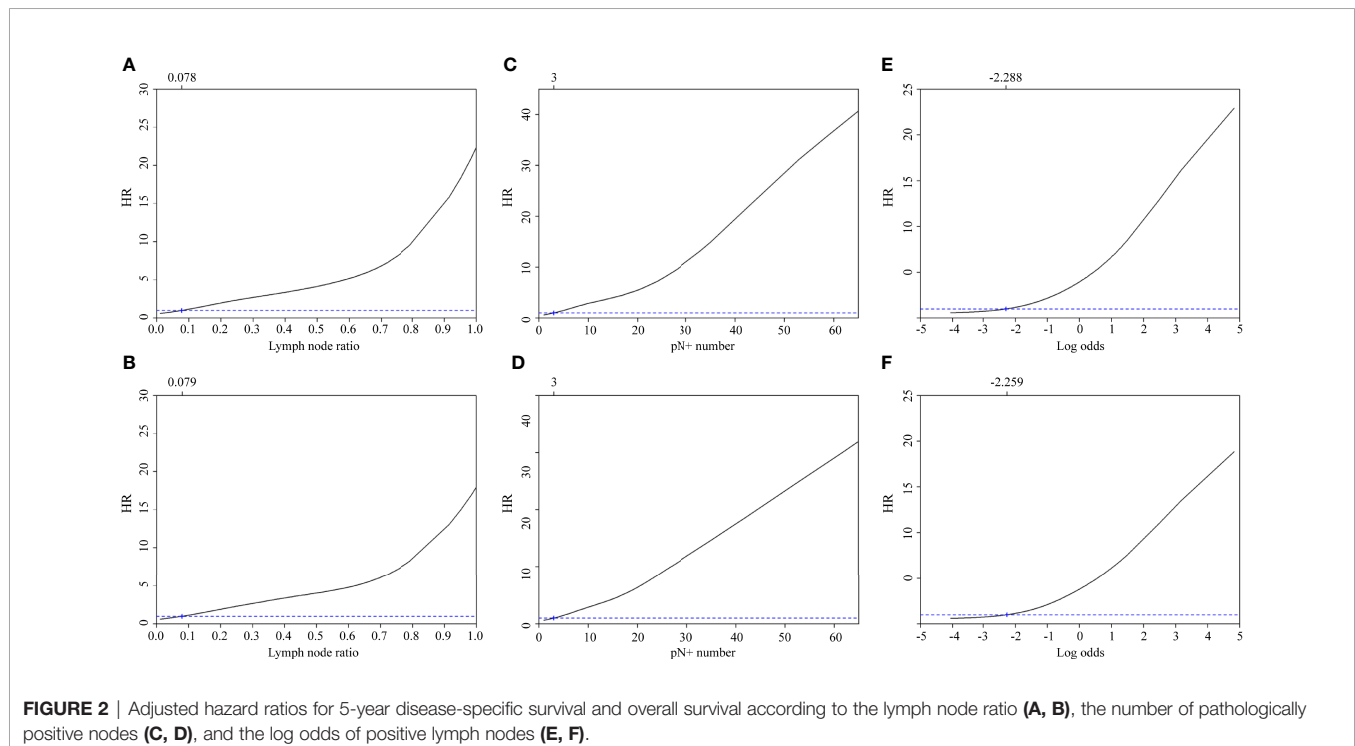 A
0.078
30
25
20
15
10
5
0
HR
0.0 0.1 0.2 0.3 0.4 0.5 0.6 0.7 0.8 0.9 1.0
Lymph node ratio
C
3
40
30
20
10
0
HR
0 10 20 30 40 50 60
pN+ number
E
-2.288
25
20
15
10
0
HR
-5 -4 -3 -2 -1 0 1 2 3 4 5
Log odds
B
0.079
30
25
20
15
10
5
0
HR
0.0 0.1 0.2 0.3 0.4 0.5 0.6 0.7 0.8 0.9 1.0
Lymph node ratio
D
3
40
30
20
10
0
HR
0 10 20 30 40 50 60
pN+ number
F
-2.259
25
20
15
10
0
HR
-5 -4 -3 -2 -1 0 1 2 3 4 5
Log odds
FIGURE 2 | Adjusted hazard ratios for 5-year disease-specific survival and overall survival according to the lymph node ratio (A, B), the number of pathologically
positive nodes (C, D), and the log odds of positive lymph nodes (E, F).